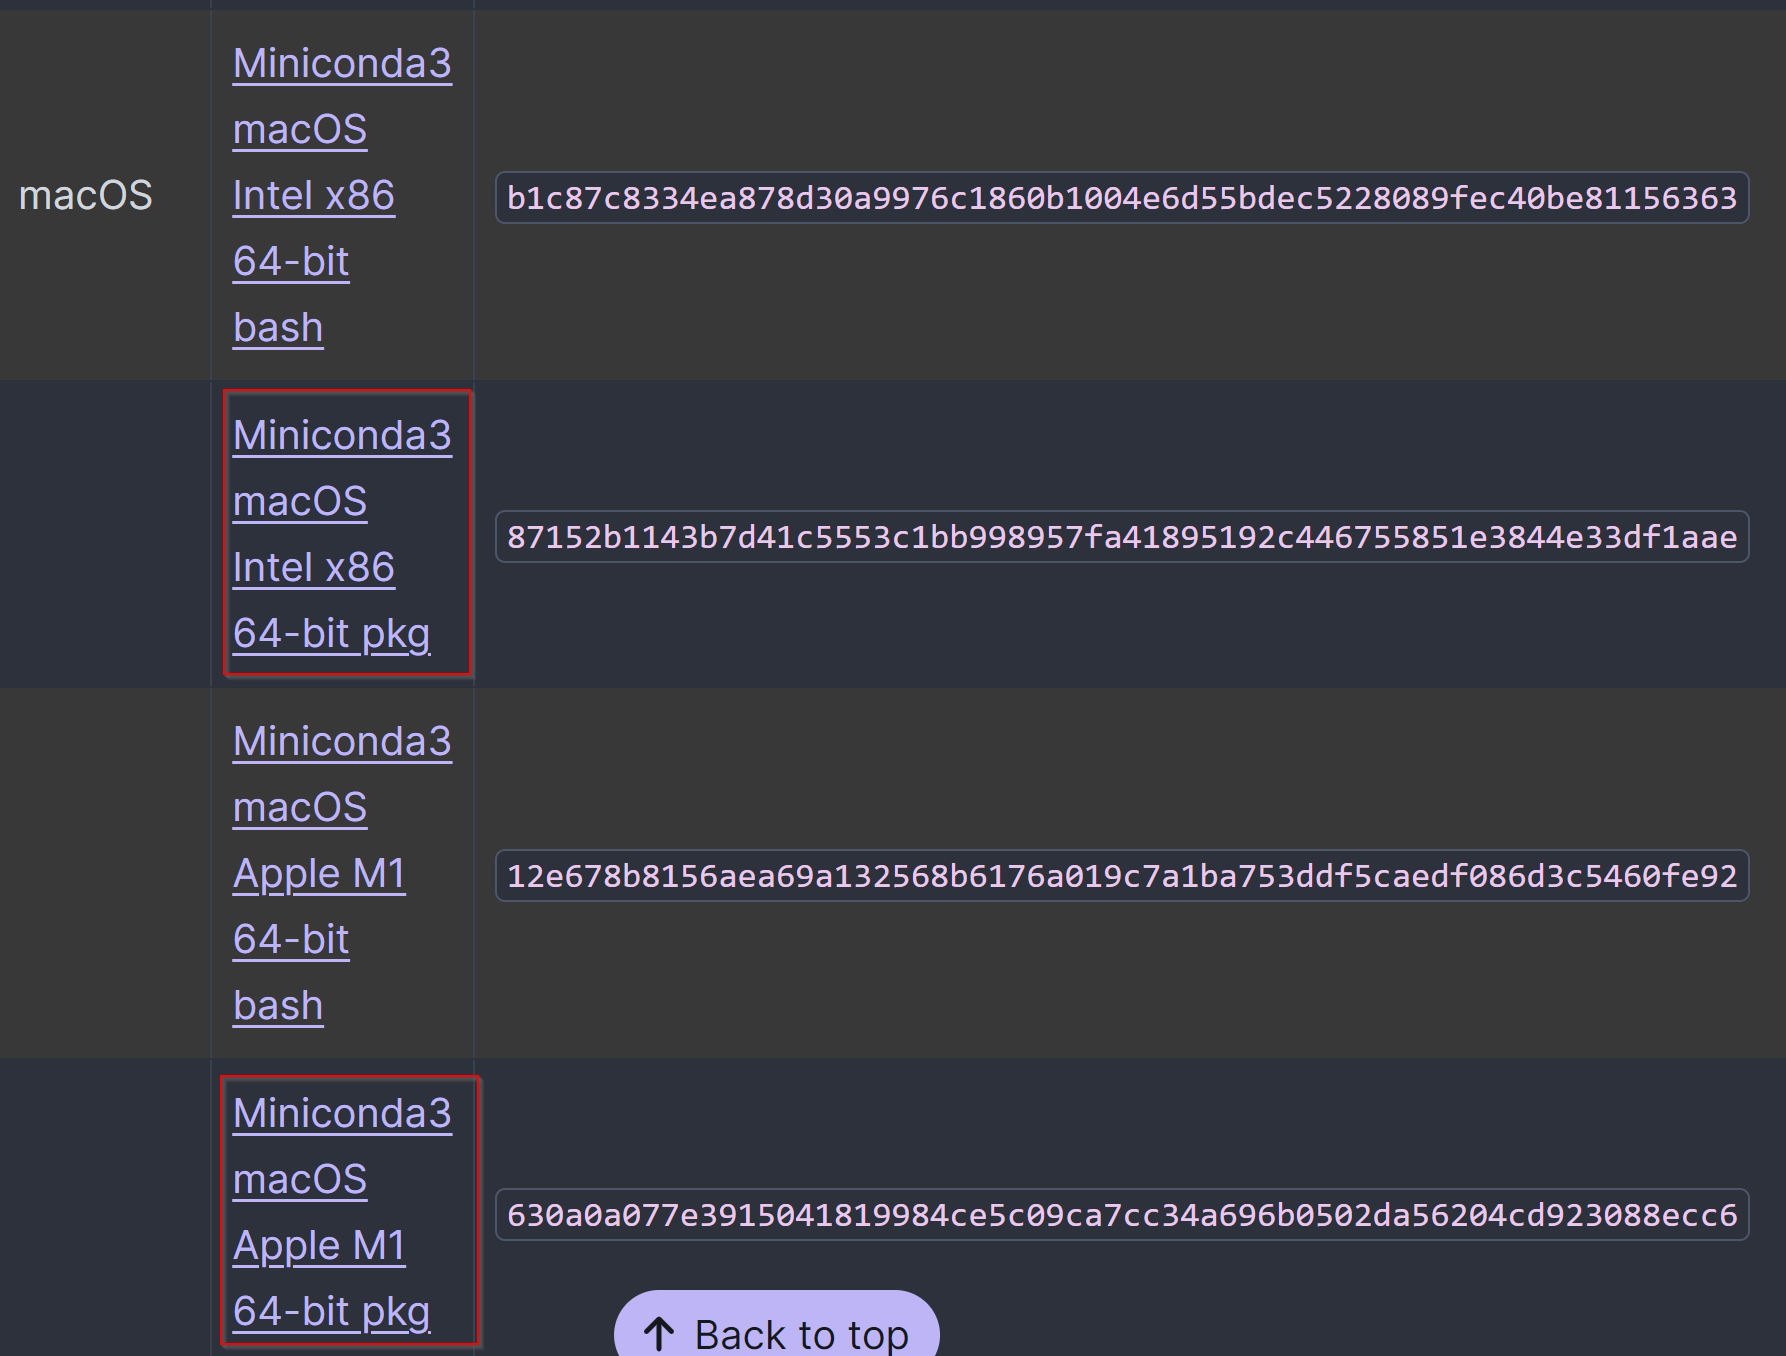 macOS
Miniconda3
macOS
Intel x86
64-bit
bash
b1c87c8334ea878d30a9976c1860b1004e6d55bdec5228089fec40be81156363
Miniconda3
macOS
Intel x86
64-bit pkg
87152b1143b7d41c5553c1bb998957fa41895192c446755851e3844e33df1aae
Miniconda3
macOS
Apple M1
64-bit
bash
12e678b8156aea69a132568b6176a019c7a1ba753ddf5caedf086d3c5460fe92
Miniconda3
macOS
Apple M1
64-bit pkg
630a0a077e3915041819984ce5c09ca7cc34a696b0502da56204cd923088ecc6
↑ Back to top